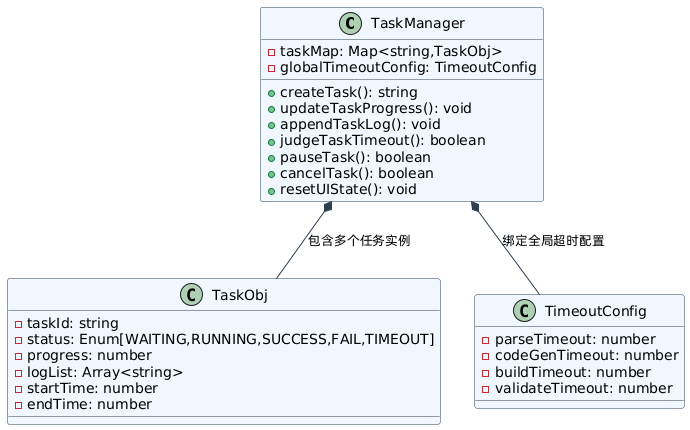 C TaskManager
taskMap: Map<string,TaskObj>
globalTimeoutConfig: TimeoutConfig
createTask(): string
updateTaskProgress(): void
appendTaskLog(): void
judgeTaskTimeout(): boolean
pauseTask(): boolean
cancelTask(): boolean
resetUIState(): void
包含多个任务实例
绑定全局超时配置
C TaskObj
taskId: string
status: Enum[WAITING,RUNNING,SUCCESS,FAIL,TIMEOUT]
progress: number
logList: Array<string>
startTime: number
endTime: number
C TimeoutConfig
parseTimeout: number
codeGenTimeout: number
buildTimeout: number
validateTimeout: number